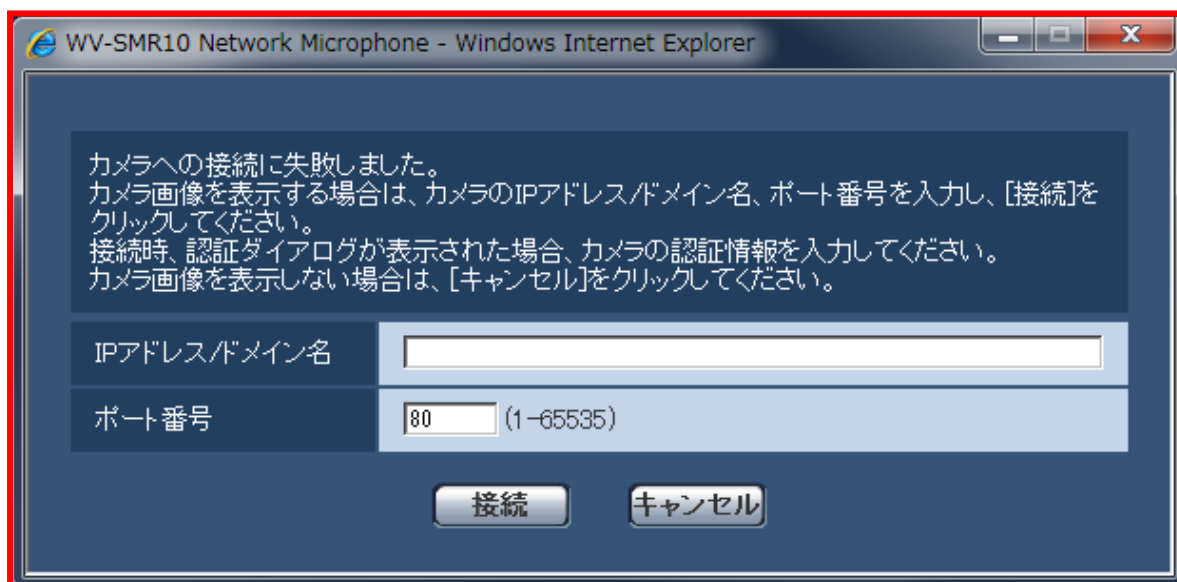 WV-SMR10 Network Microphone - Windows Internet Explorer
カメラへの接続に失敗しました。
カメラ画像を表示する場合は、カメラのIPアドレス/ドメイン名、ポート番号を入力し、[接続]を
クリックしてください。
接続時、認証ダイアログが表示された場合、カメラの認証情報を入力してください。
カメラ画像を表示しない場合は、[キャンセル]をクリックしてください。
IPアドレス/ドメイン名
ポート番号 80 (1-65535)
接続 キャンセル